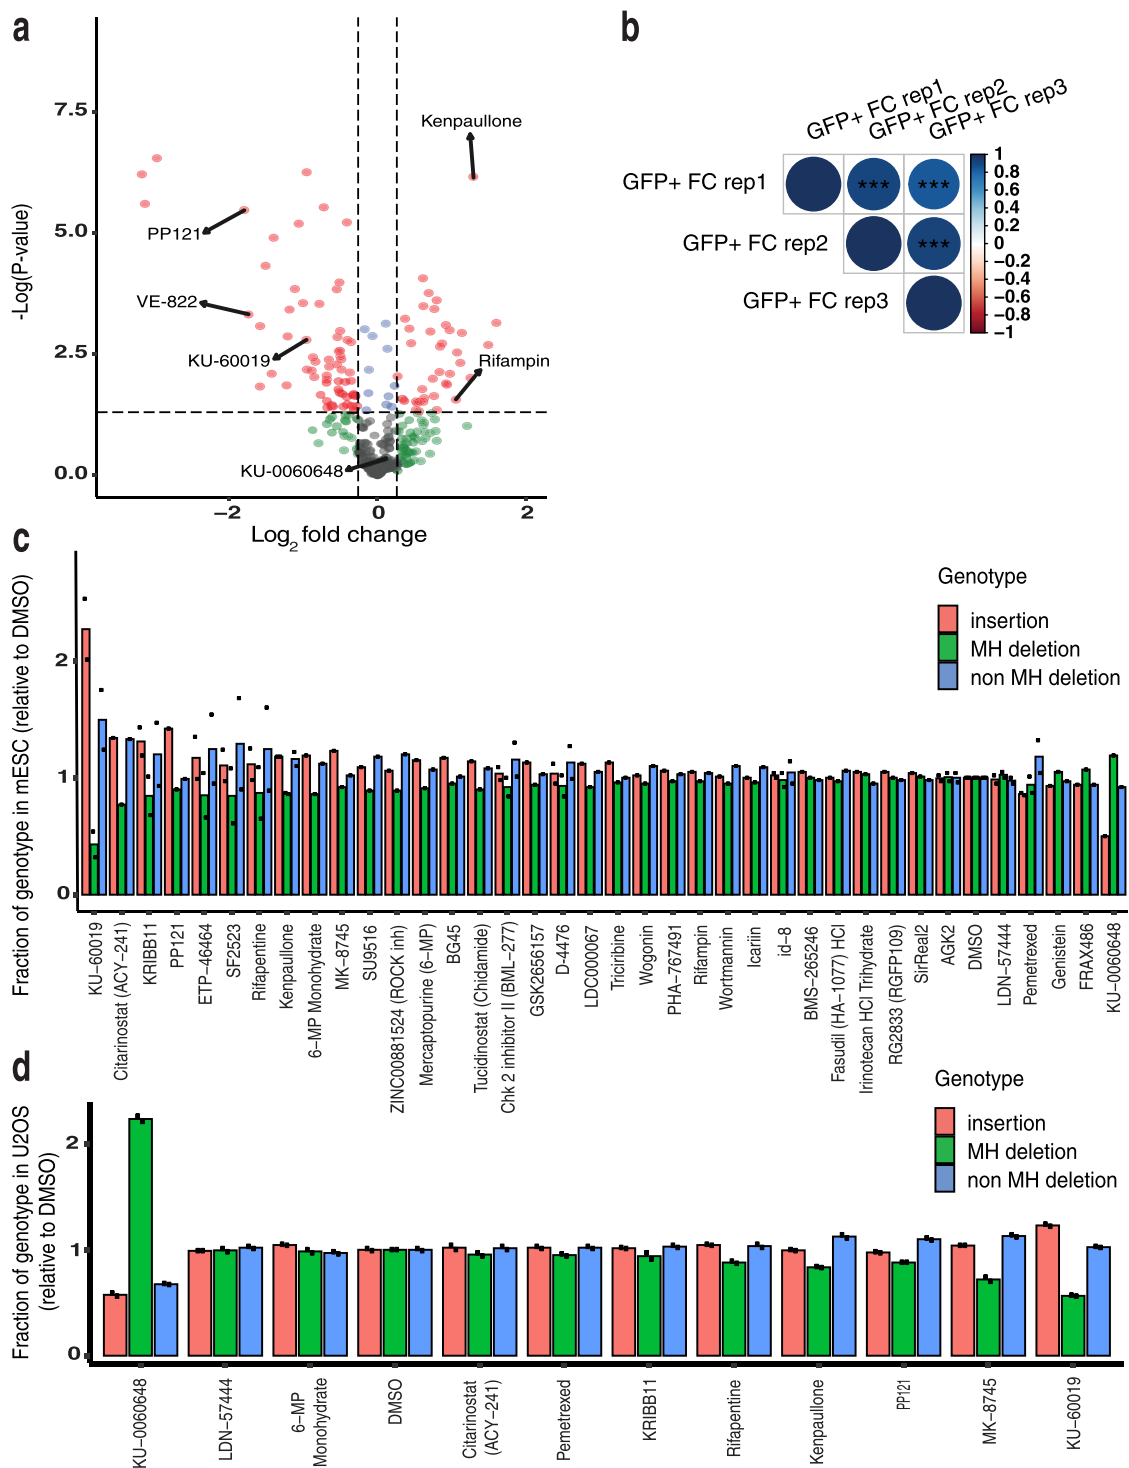 a
7.5
5.0
2.5
0.0
-Log(P-value)
Kenpaullone
PP121
VE-822
KU-60019
Rifampin
KU-0060648
−2
0
2
Log2 fold change
b
GFP+ FC rep1
GFP+ FC rep2
GFP+ FC rep3
GFP+ FC rep1
GFP+ FC rep2
GFP+ FC rep3
*** ***
***
1
0.8
0.6
0.4
0.2
0
−0.2
−0.4
−0.6
−0.8
−1
c
Fraction of genotype in mESC (relative to DMSO)
2
1
0
Genotype
insertion
MH deletion
non MH deletion
KU−60019
Citarinostat (ACY−241)
KRIBB11
PP121
ETP−46464
SF2523
Rifapentine
Kenpaullone
6−MP Monohydrate
MK−8745
SU9516
ZINC00881524 (ROCK inh)
Mercaptopurine (6−MP)
BG45
Tucidinostat (Chidamide)
Chk 2 inhibitor II (BML−277)
GSK2656157
D−4476
LDC000067
Triciribine
Wogonin
PHA−767491
Rifampin
Wortmannin
Icariin
id−8
BMS−265246
Fasudil (HA−1077) HCl
Irinotecan HCl Trihydrate
RG2833 (RGFP109)
SirReal2
AGK2
DMSO
LDN−57444
Pemetrexed
Genistein
FRAX486
KU−0060648
d
Fraction of genotype in U2OS
(relative to DMSO)
2
1
0
Genotype
insertion
MH deletion
non MH deletion
KU−0060648
LDN−57444
6−MP
Monohydrate
DMSO
Citarinostat
(ACY−241)
Pemetrexed
KRIBB11
Rifapentine
Kenpaullone
PP121
MK−8745
KU−60019